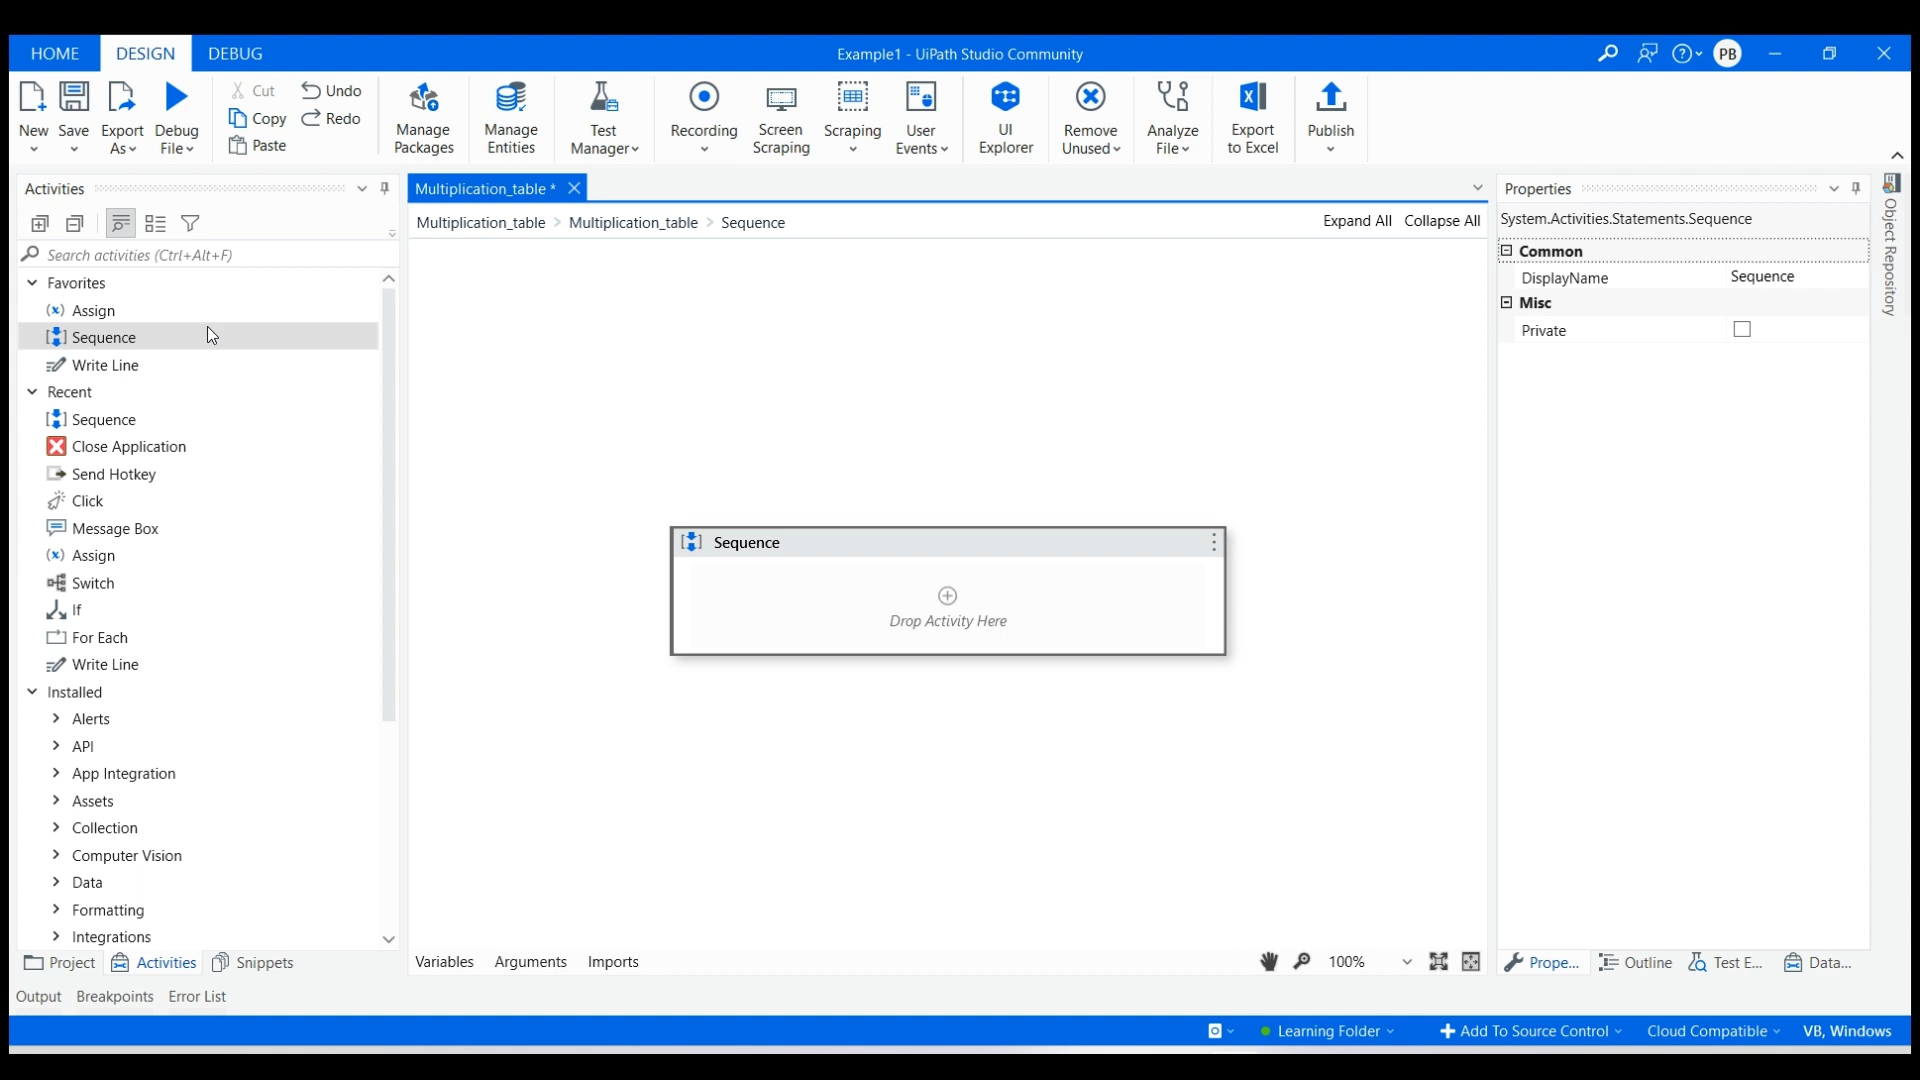 HOME DESIGN DEBUG Example1 - UiPath Studio Community PB
New Save Export As Debug File Cut Copy Paste Undo Redo Manage Packages Manage Entities Test Manager Recording Screen Scraping Scraping User Events UI Explorer Remove Unused Analyze File Export to Excel Publish
Activities
Search activities (Ctrl+Alt+F)
Favorites
Assign
Sequence
Write Line
Recent
Sequence
Close Application
Send Hotkey
Click
Message Box
Assign
Switch
If
For Each
Write Line
Installed
Alerts
API
App Integration
Assets
Collection
Computer Vision
Data
Formatting
Integrations
Project Activities Snippets
Multiplication_table *
Multiplication_table > Multiplication_table > Sequence Expand All Collapse All
Sequence
Drop Activity Here
Variables Arguments Imports 100%
Properties
System.Activities.Statements.Sequence
Common
DisplayName Sequence
Misc
Private
Prope... Outline Test E... Data...
Object Repository
Output Breakpoints Error List
Learning Folder Add To Source Control Cloud Compatible VB, Windows